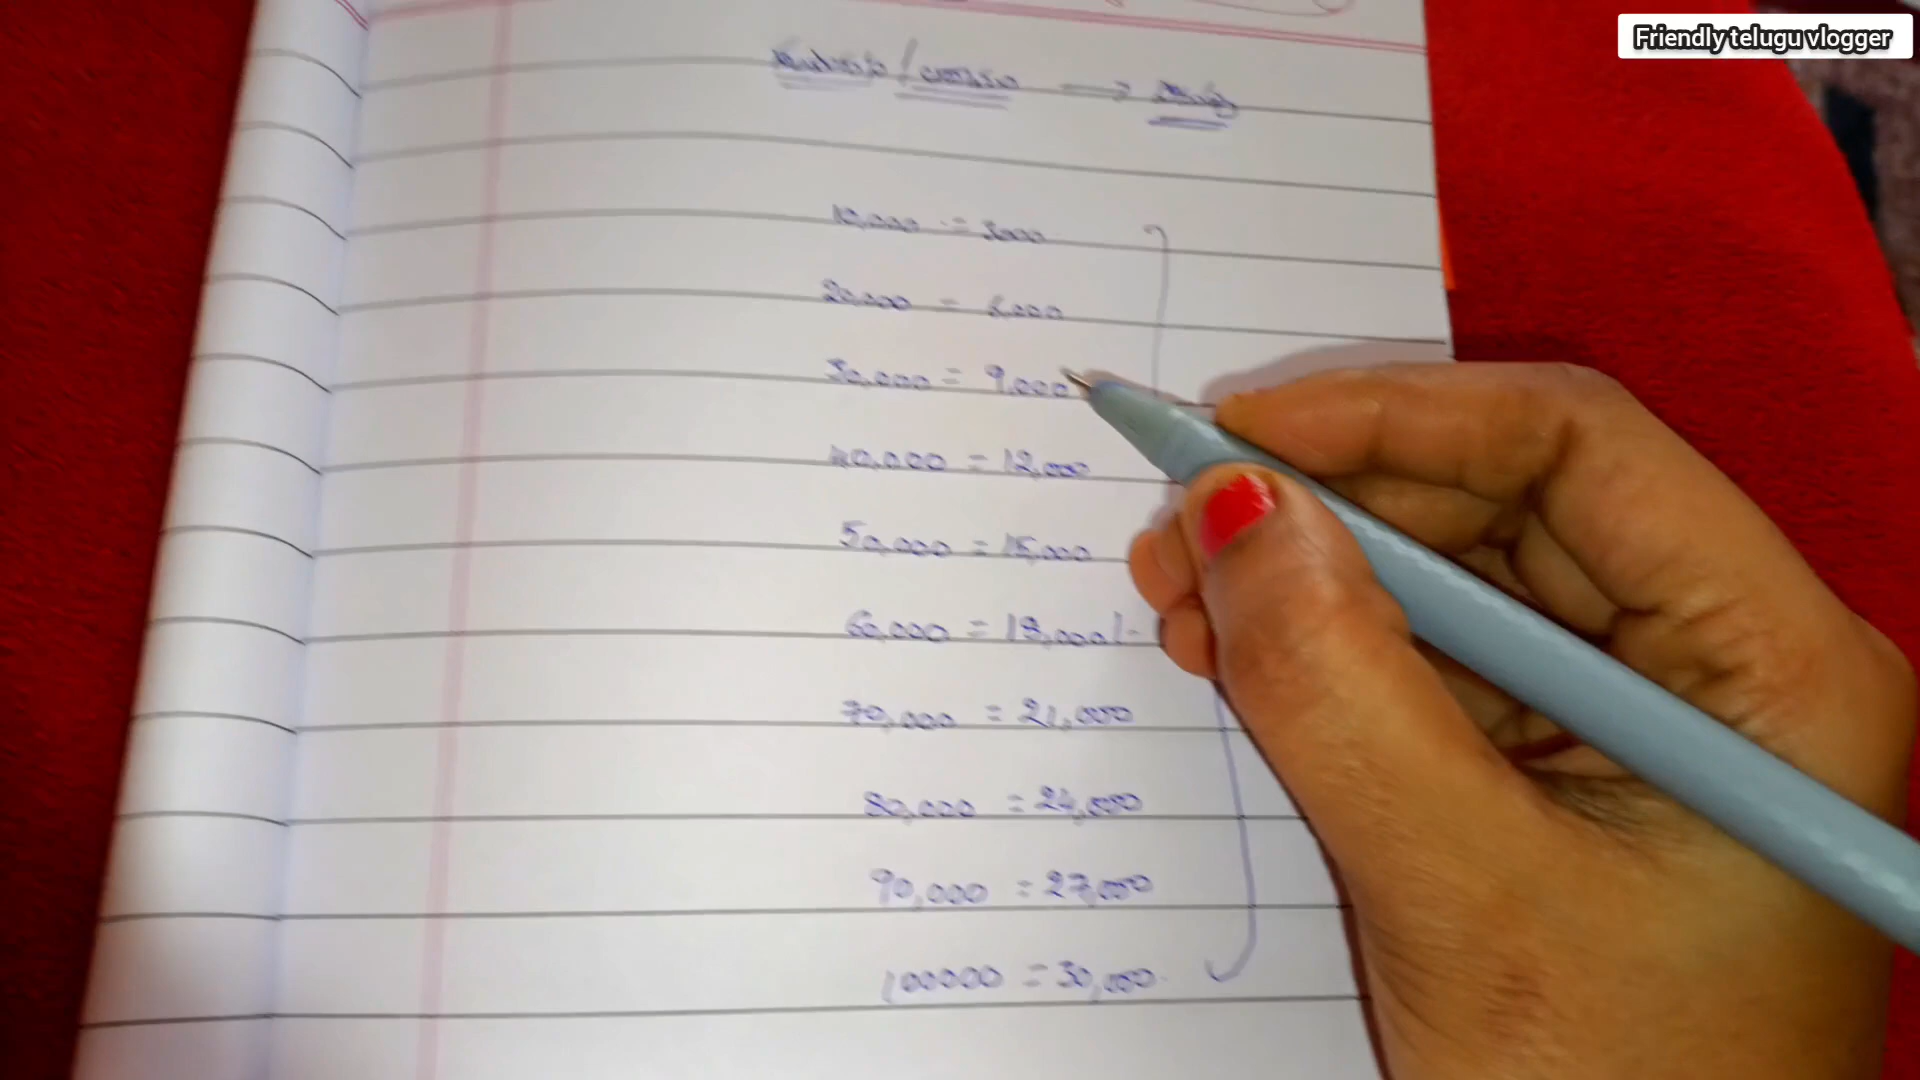 Friendly telugu vlogger
10,000 = 3000
20,000 = 6,000
30,000 = 9,000
40,000 = 12,000
50,000 = 15,000
60,000 = 18,000/-
70,000 = 21,000
80,000 = 24,000
90,000 = 27,000
100000 = 30,000